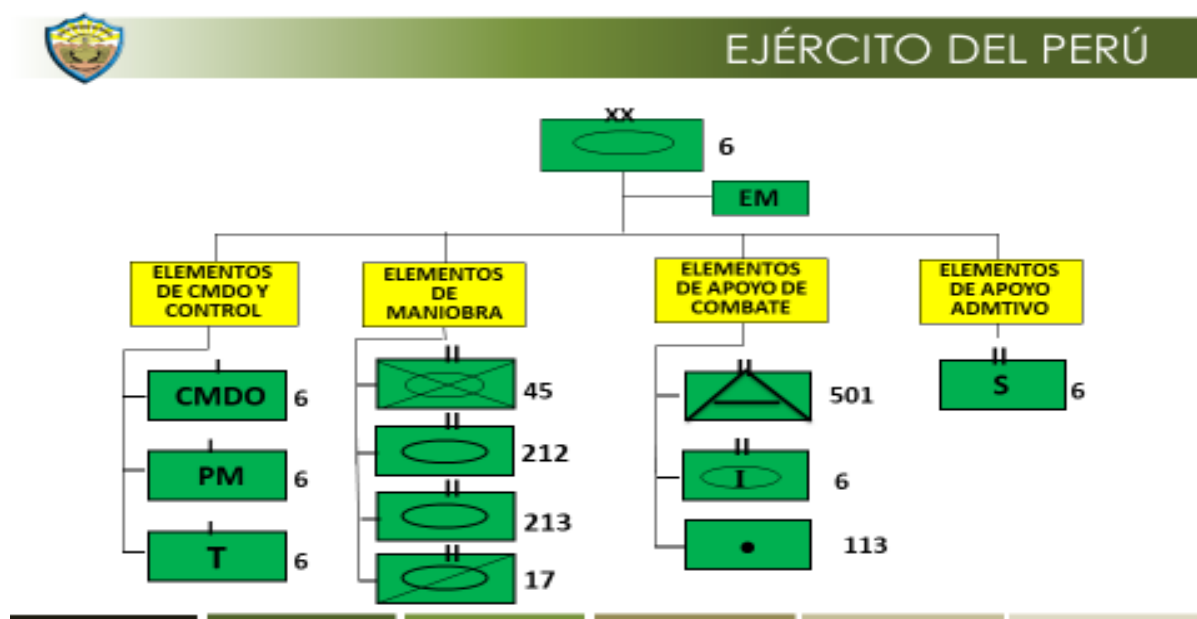 EJÉRCITO DEL PERÚ
XX
6
EM
ELEMENTOS
DE CMDO Y
CONTROL
I
CMDO 6
I
PM 6
I
T 6
ELEMENTOS
DE
MANIOBRA
II
45
II
212
II
213
II
17
ELEMENTOS
DE APOYO DE
COMBATE
II
501
II
I 6
113
ELEMENTOS
DE APOYO
ADMTIVO
II
S 6